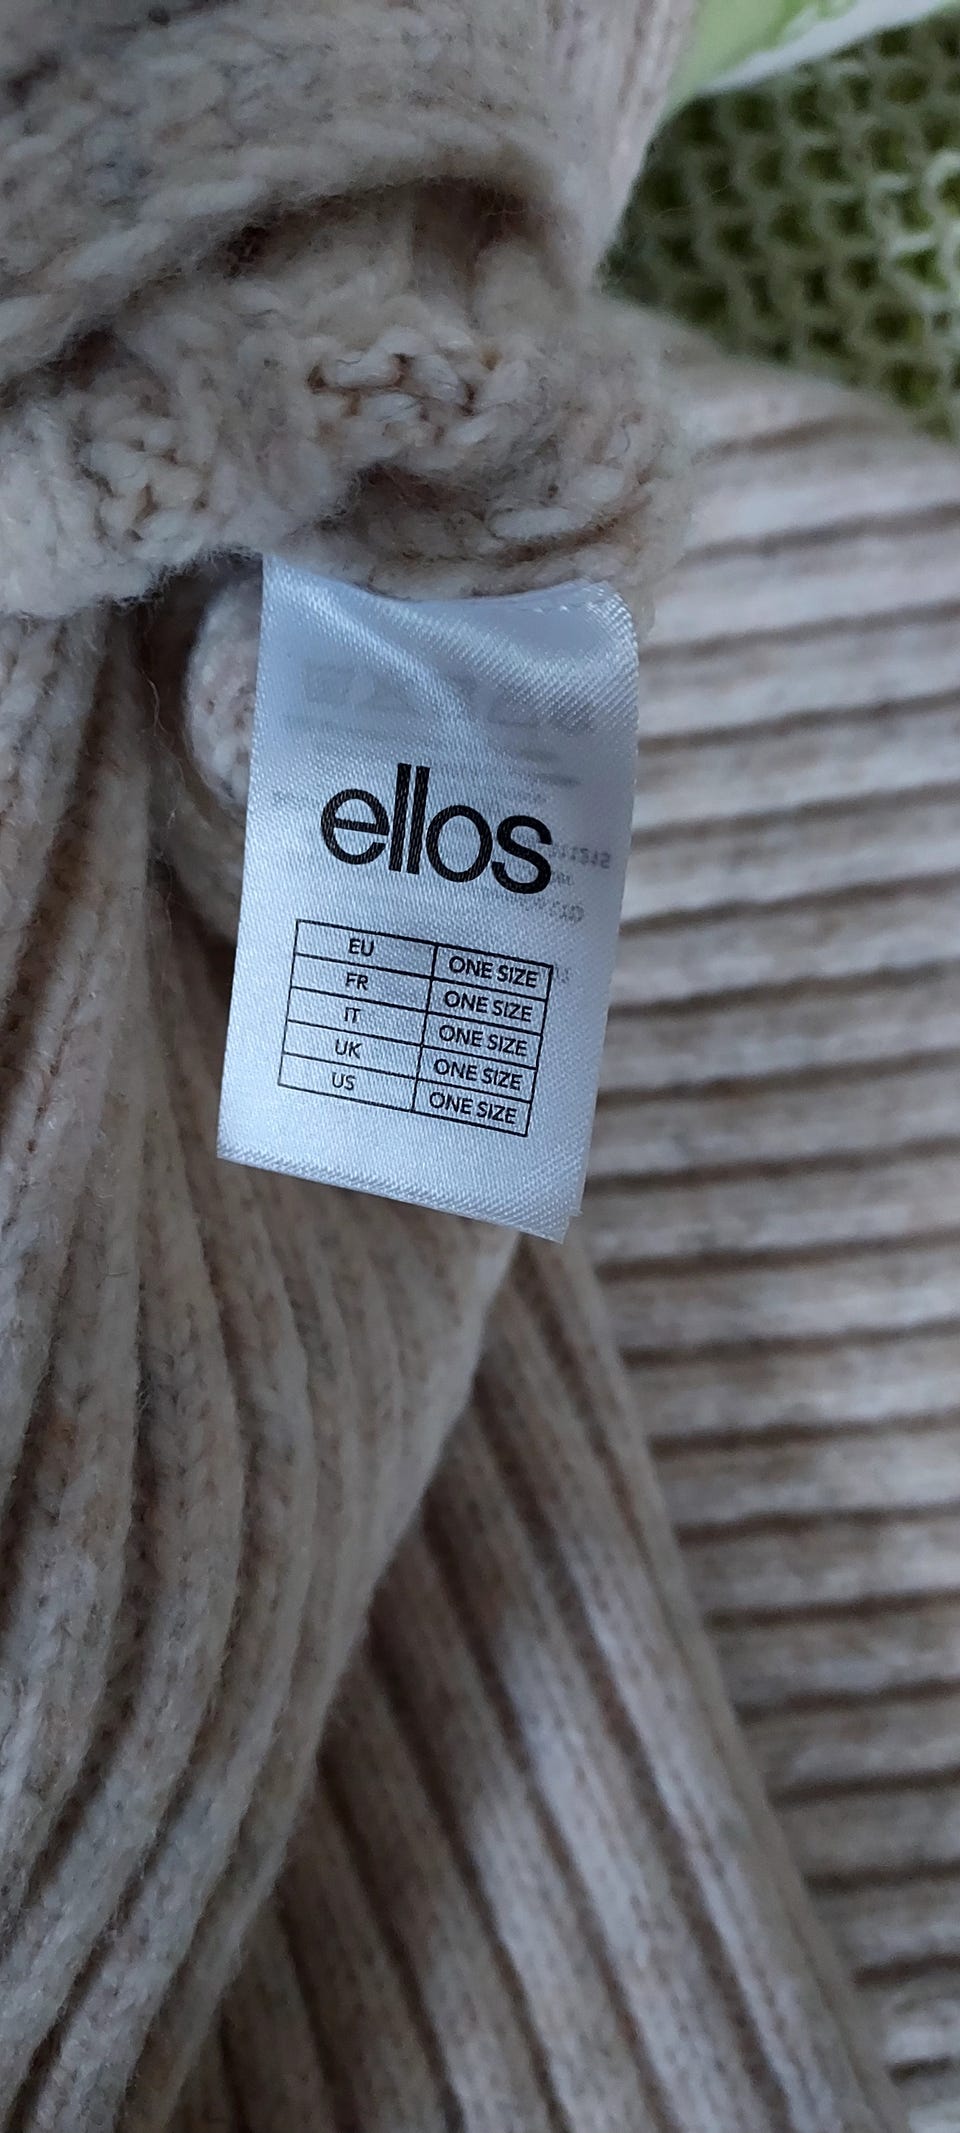 ellos
EU ONE SIZE
FR ONE SIZE
IT ONE SIZE
UK ONE SIZE
US ONE SIZE